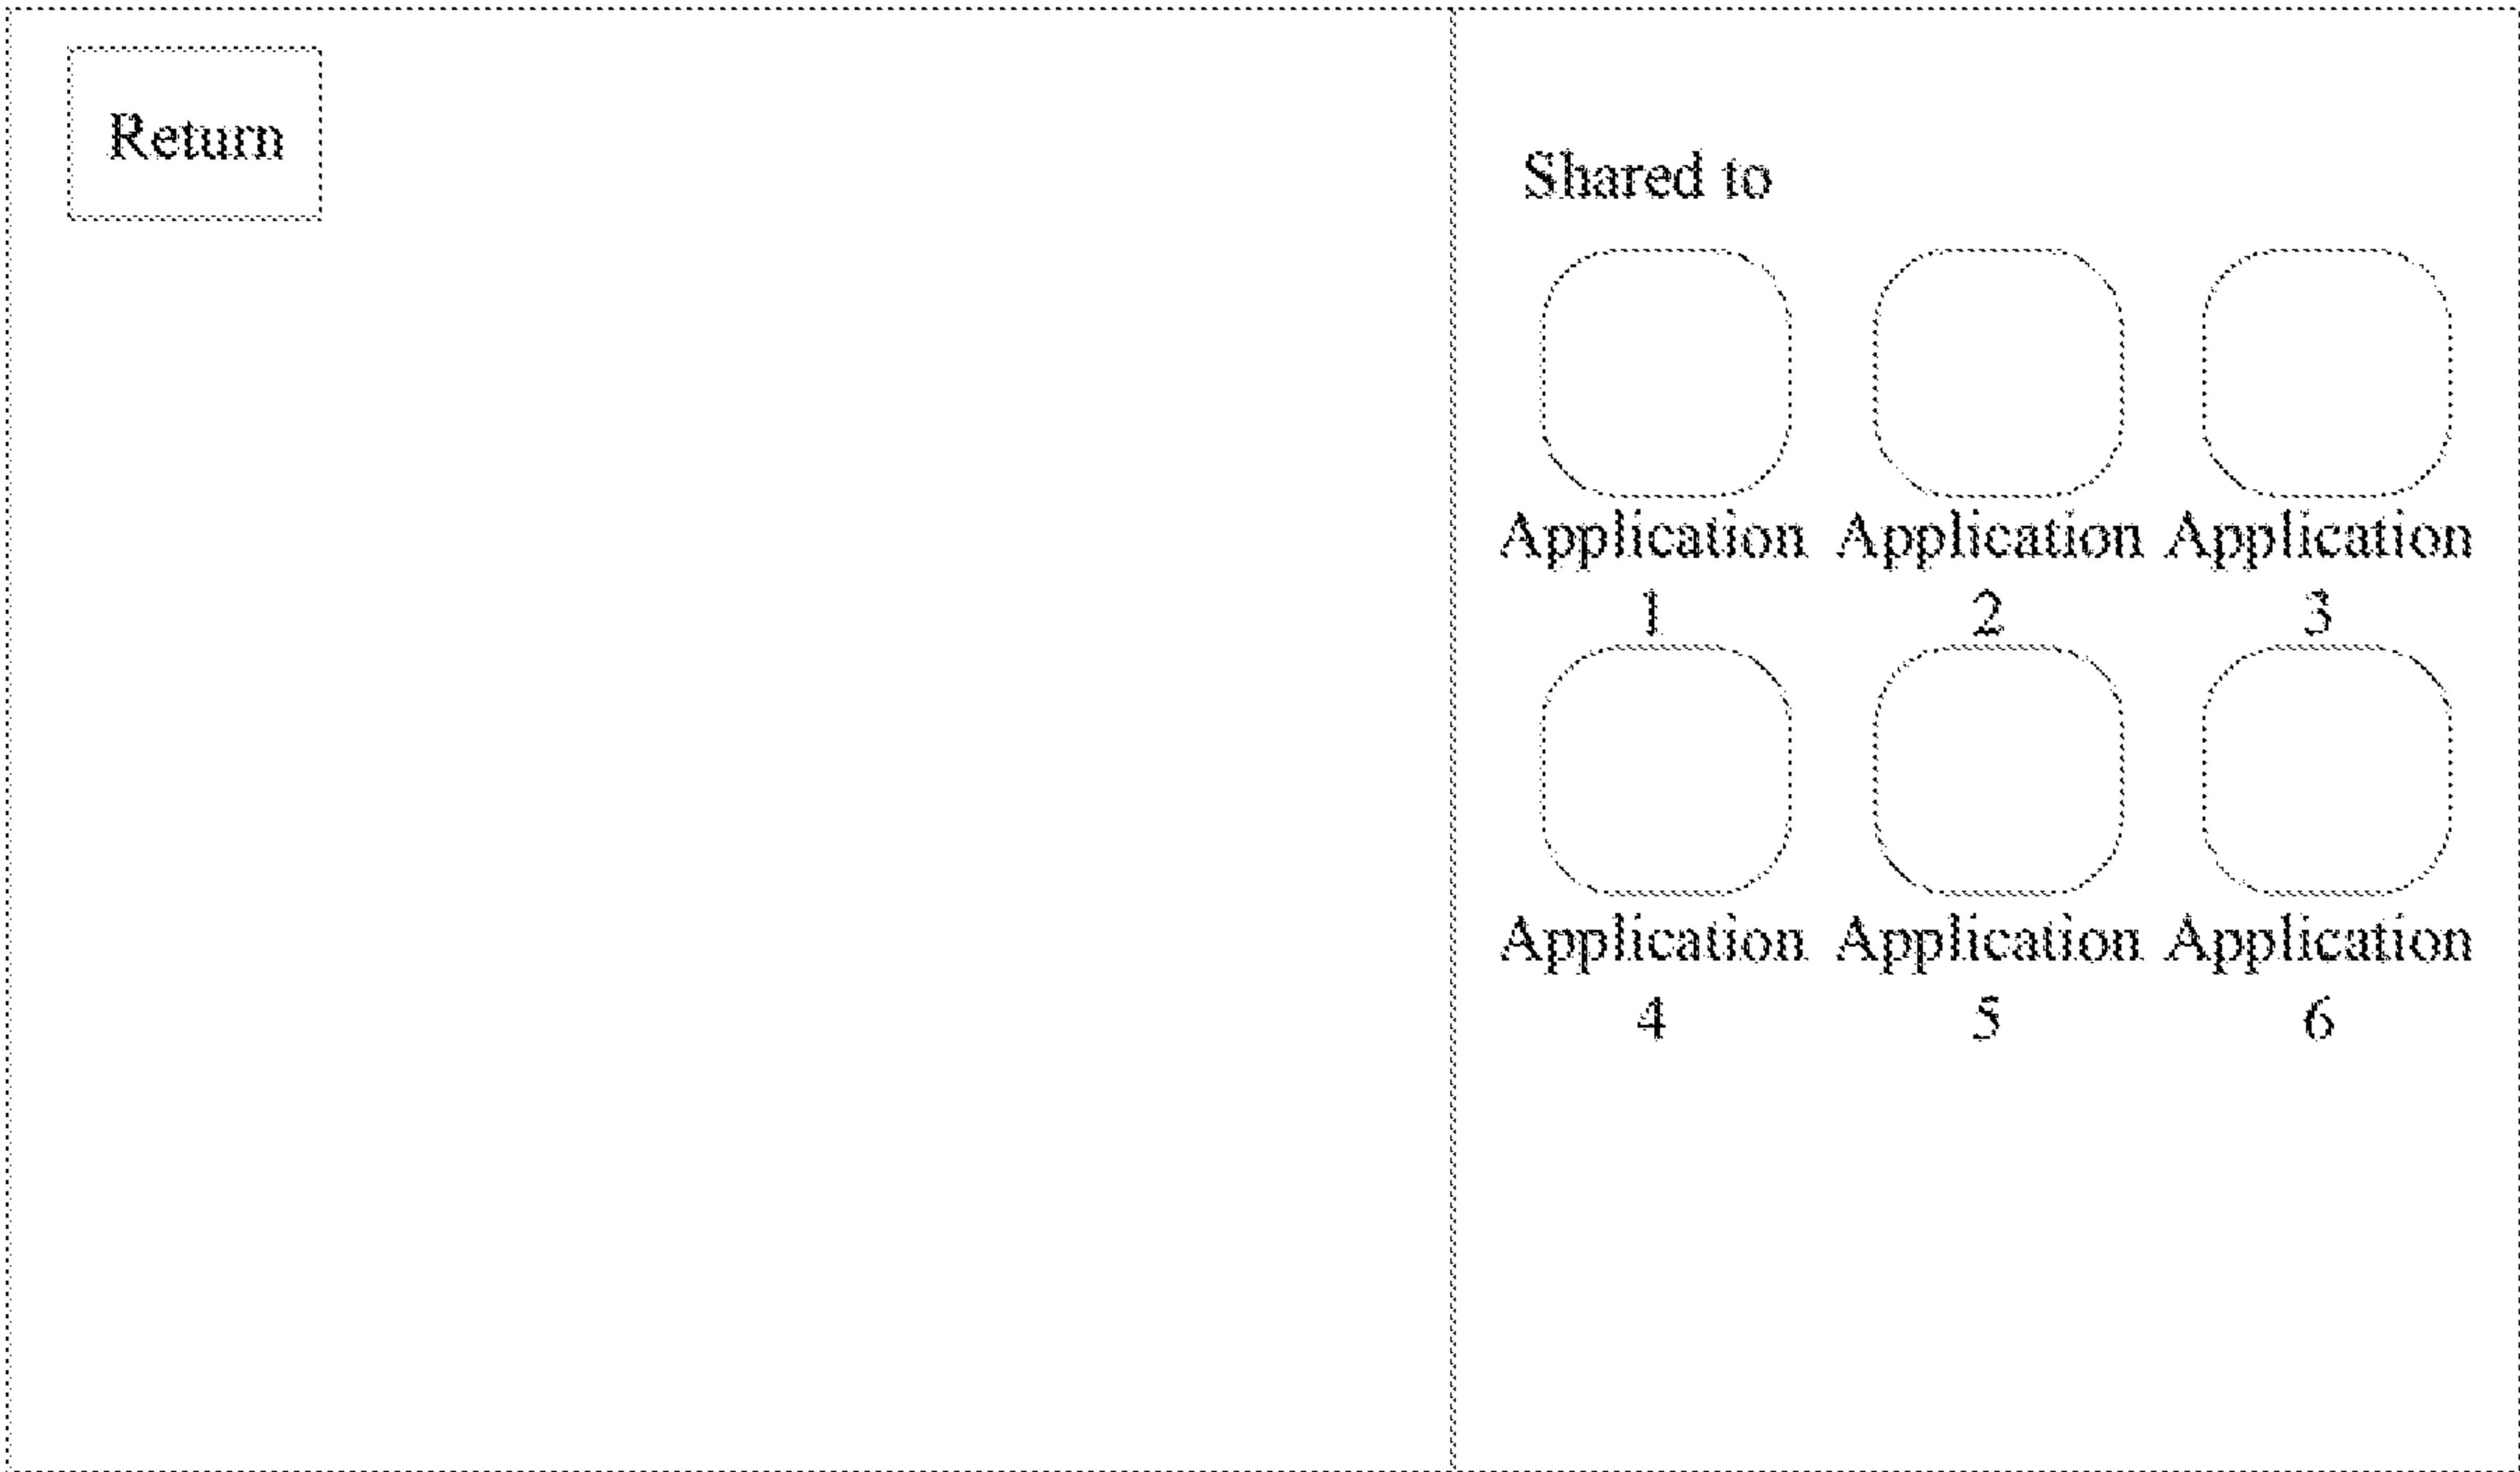 Return
Shared to
Application Application Application
1 2 3
Application Application Application
4 5 6